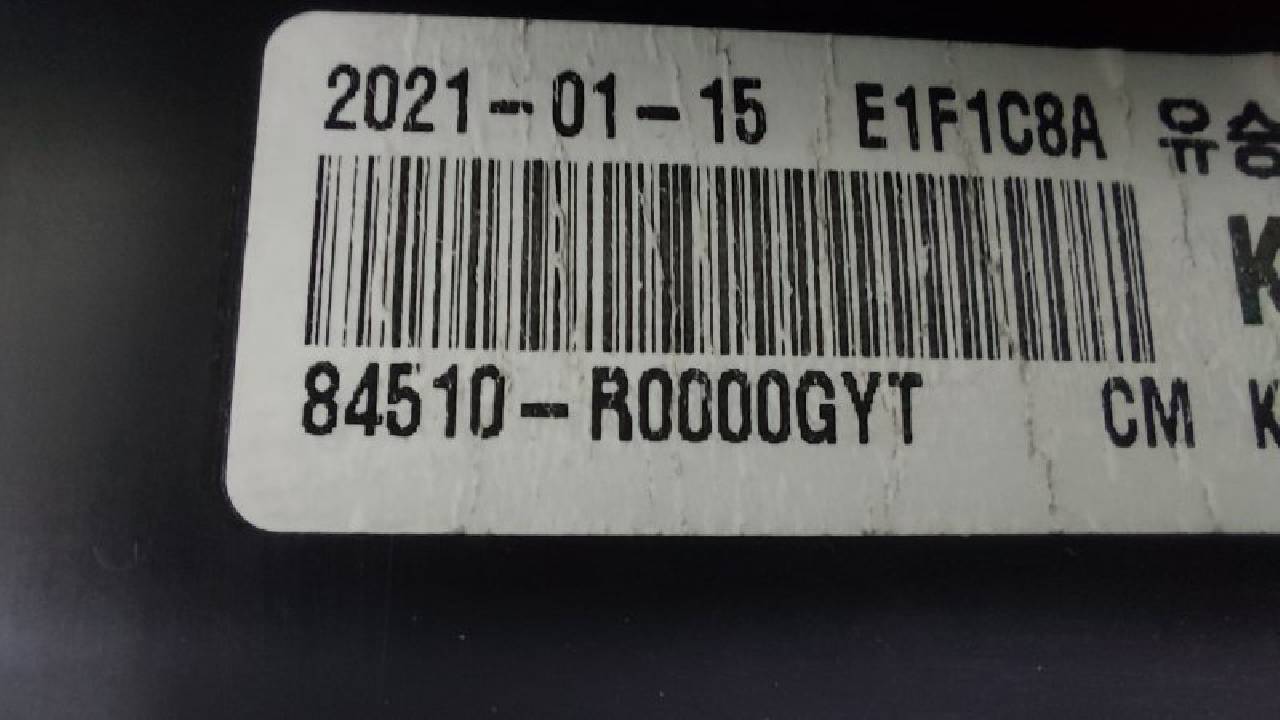 2021-01-15 E1F1C8A 유승
K
84510-R0000GYT CM K